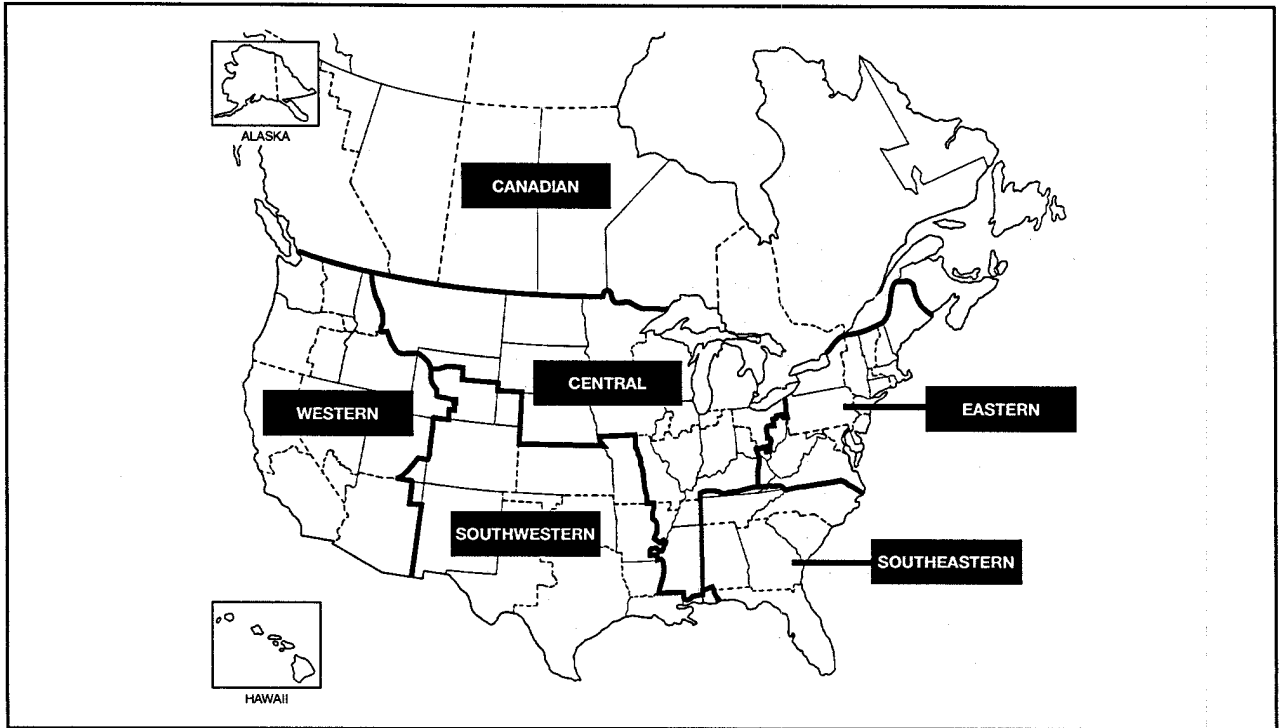 ALASKA
CANADIAN
CENTRAL
WESTERN
EASTERN
SOUTHWESTERN
SOUTHEASTERN
HAWAII